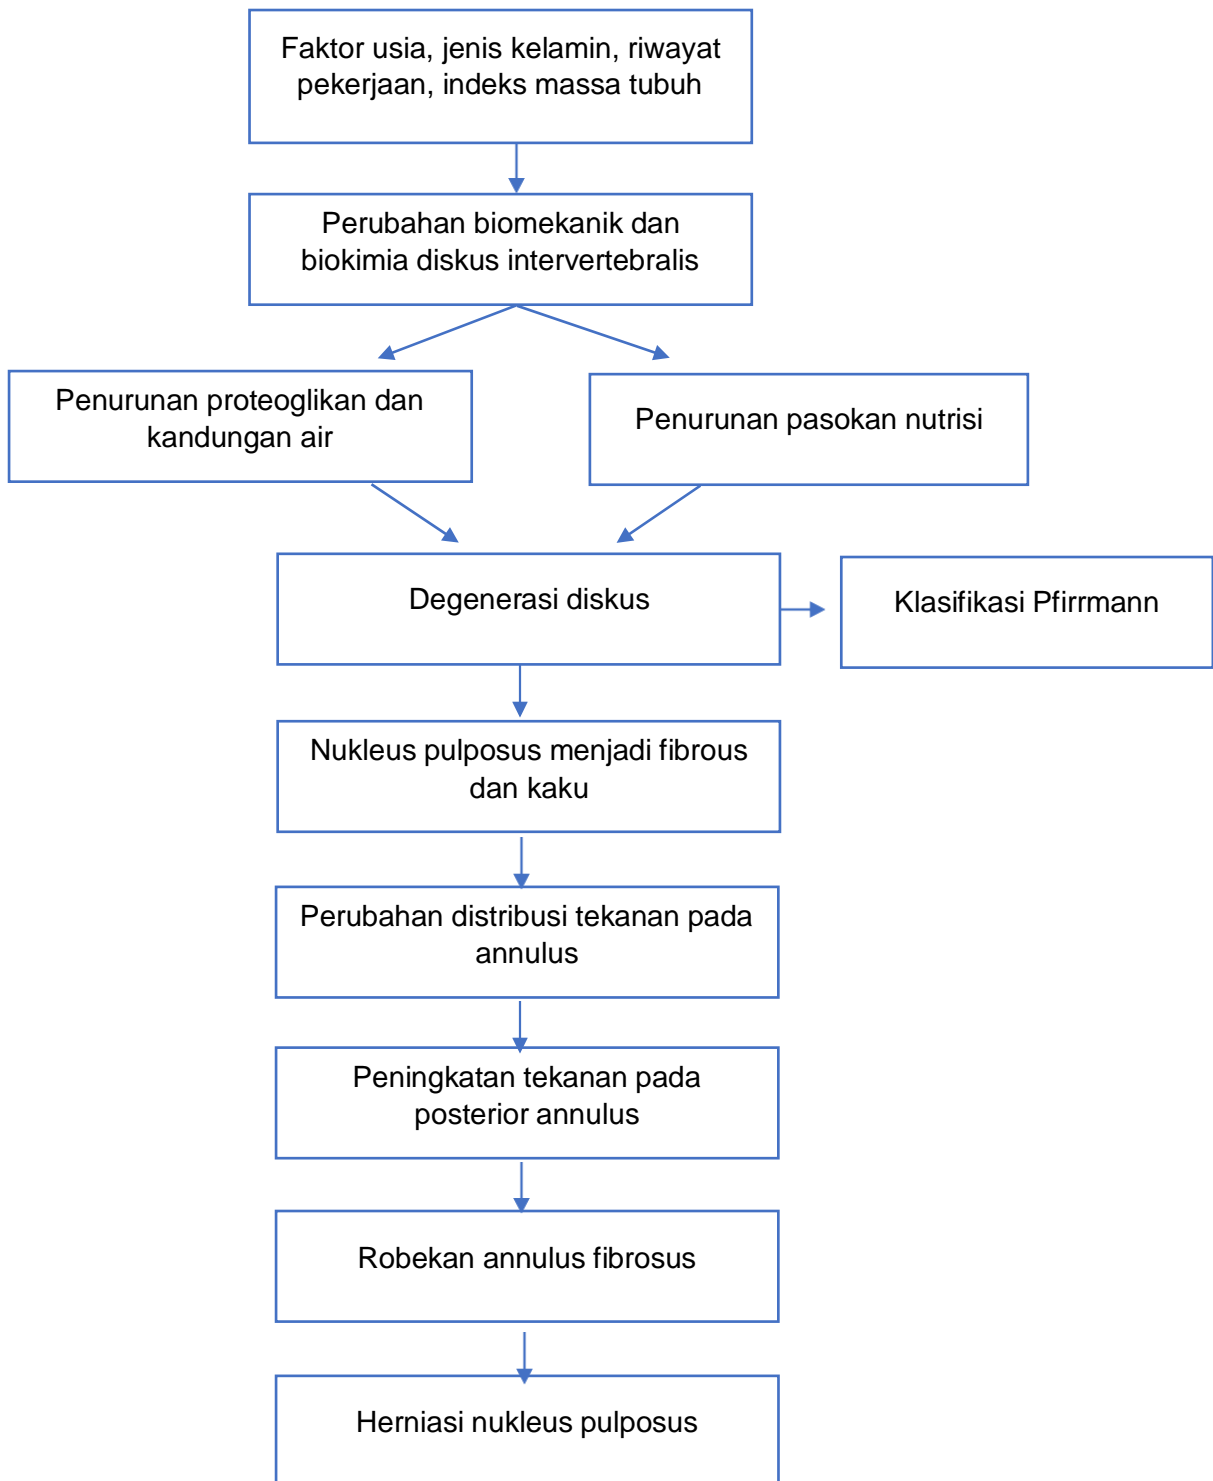 Faktor usia, jenis kelamin, riwayat
pekerjaan, indeks massa tubuh
Perubahan biomekanik dan
biokimia diskus intervertebralis
Penurunan proteoglikan dan
kandungan air
Penurunan pasokan nutrisi
Degenerasi diskus
Klasifikasi Pfirrmann
Nukleus pulposus menjadi fibrous
dan kaku
Perubahan distribusi tekanan pada
annulus
Peningkatan tekanan pada
posterior annulus
Robekan annulus fibrosus
Herniasi nukleus pulposus